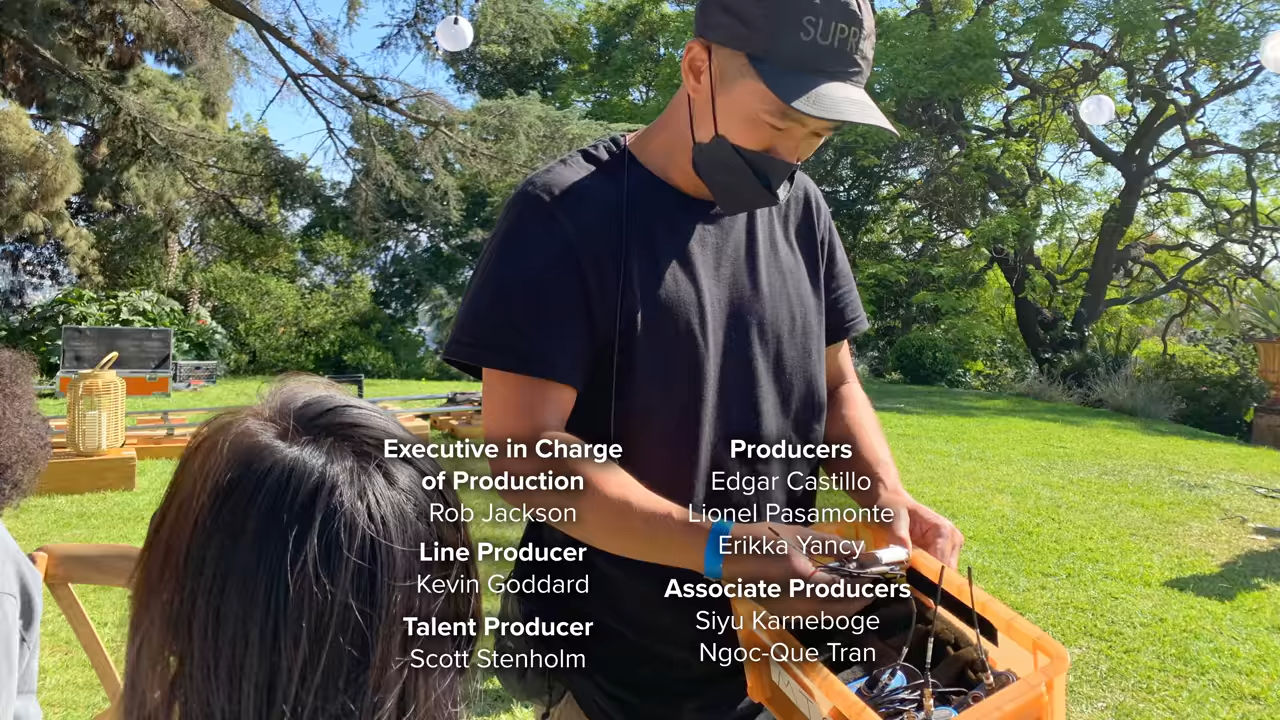 SUPRE
Executive in Charge
of Production
Rob Jackson
Line Producer
Kevin Goddard
Talent Producer
Scott Stenholm
Producers
Edgar Castillo
Lionel Pasamonte
Erikka Yancy
Associate Producers
Siyu Karneboge
Ngoc-Que Tran